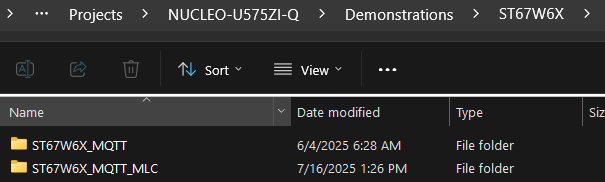 Projects NUCLEO-U575ZI-Q Demonstrations ST67W6X
Sort View
Name Date modified Type
ST67W6X_MQTT 6/4/2025 6:28 AM File folder
ST67W6X_MQTT_MLC 7/16/2025 1:26 PM File folder